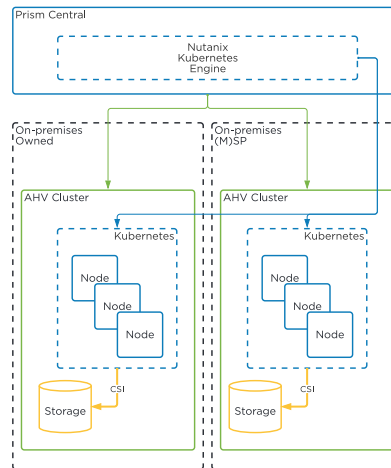 Prism Central
Nutanix
Kubernetes
Engine
On-premises
Owned
On-premises
(M)SP
AHV Cluster
AHV Cluster
Kubernetes
Kubernetes
Node
Node
Node
Node
Node
Node
CSI
CSI
Storage
Storage